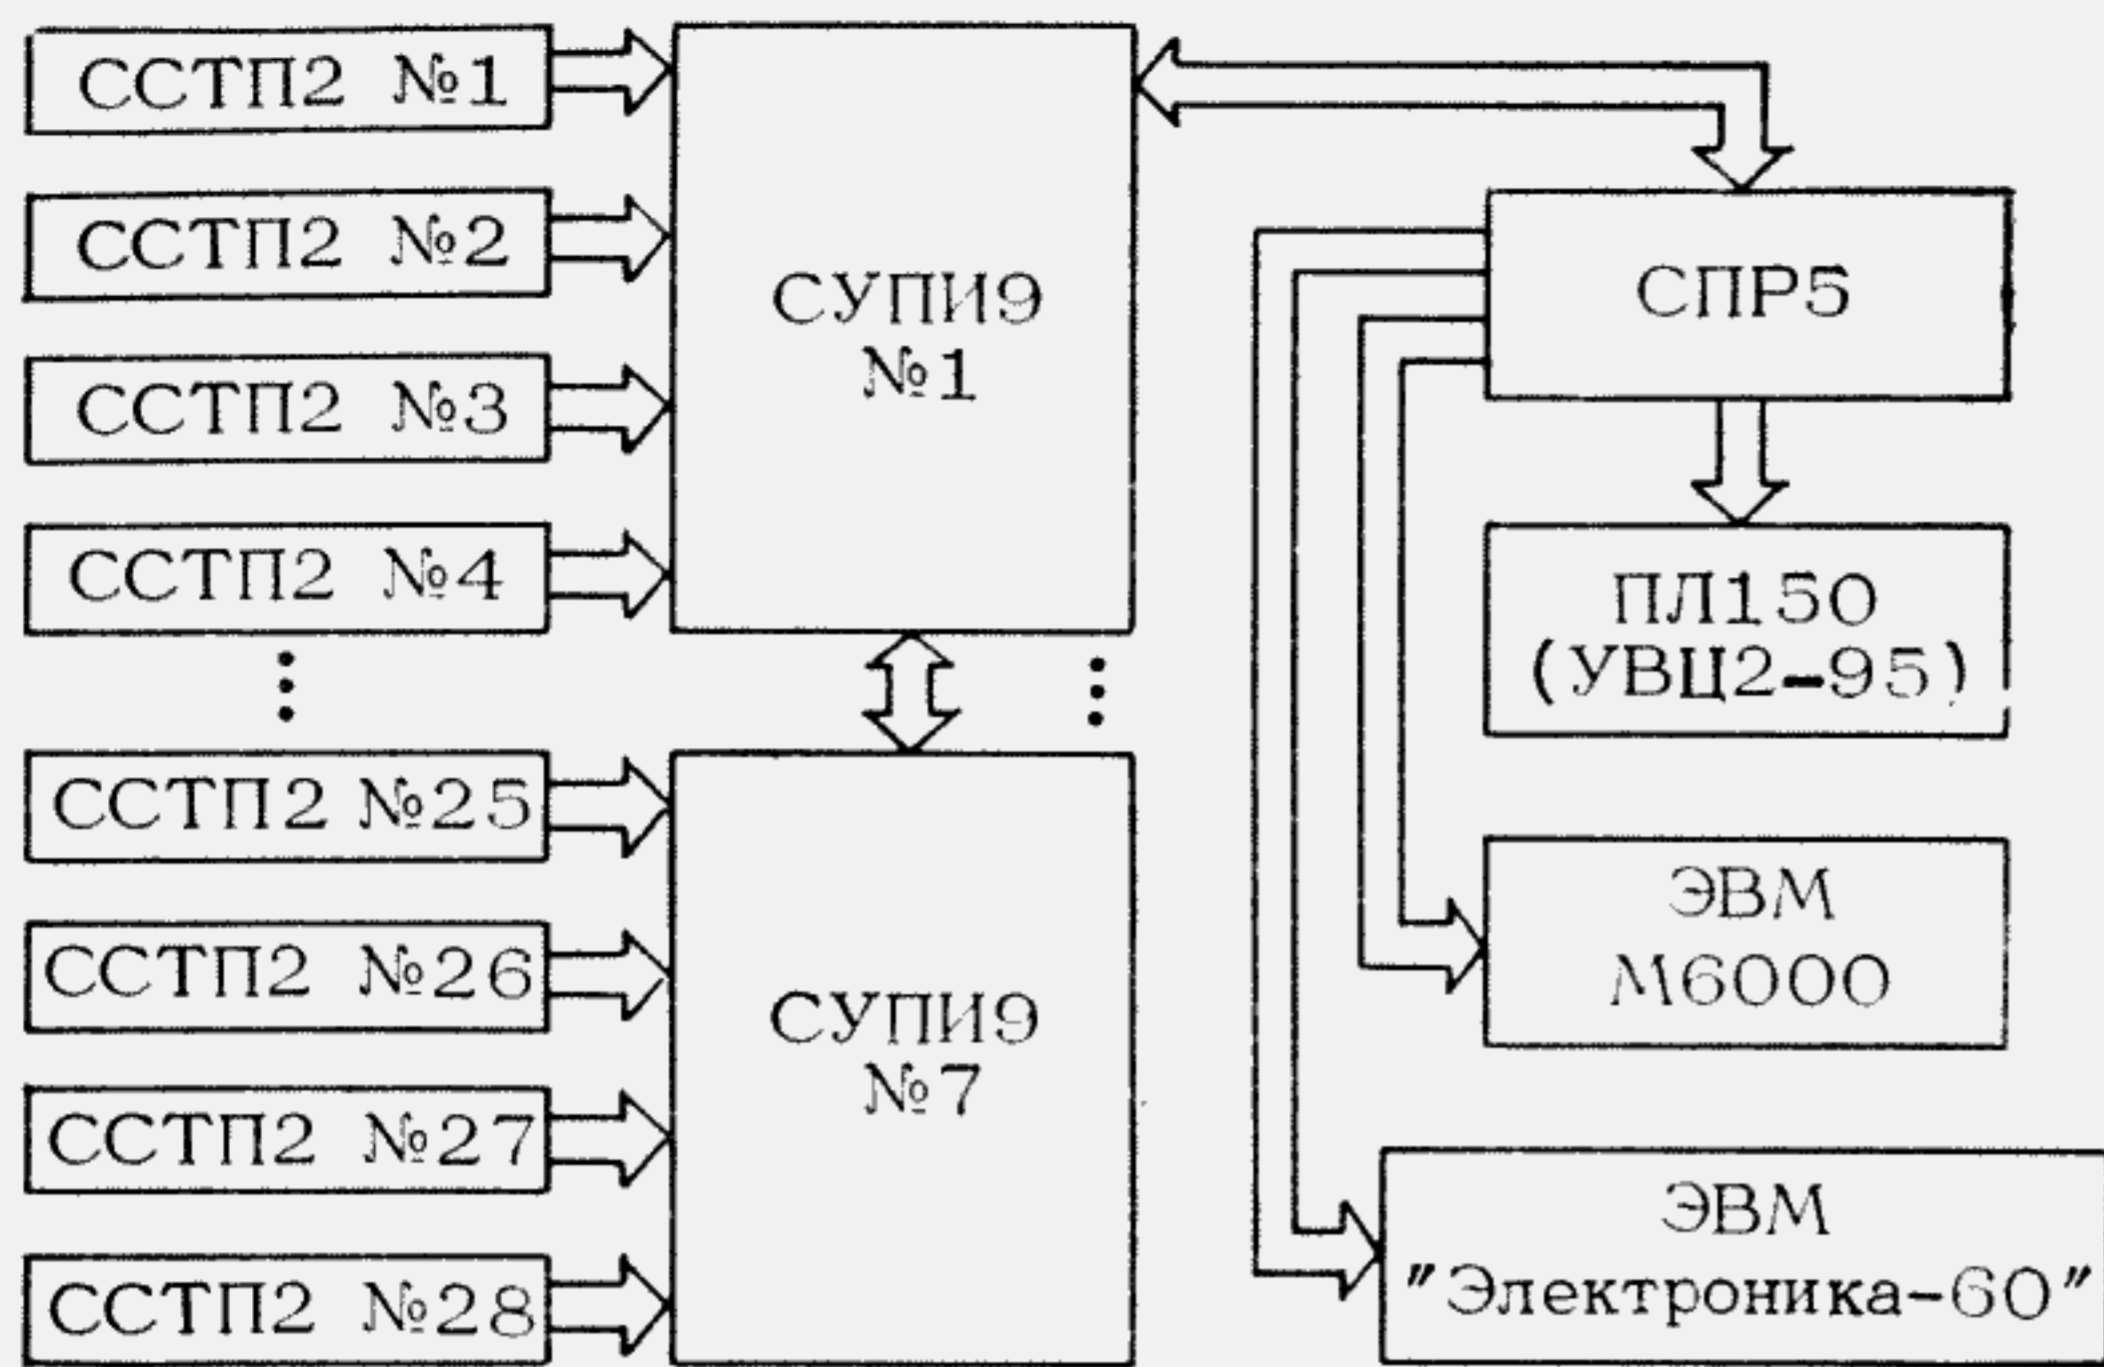 ССТП2 №1
ССТП2 №2
ССТП2 №3
ССТП2 №4
ССТП2 №25
ССТП2 №26
ССТП2 №27
ССТП2 №28
СУПИ9
№1
СУПИ9
№7
СПР5
ПЛ150
(УВЦ2-95)
ЭВМ
М6000
ЭВМ
"Электроника-60"